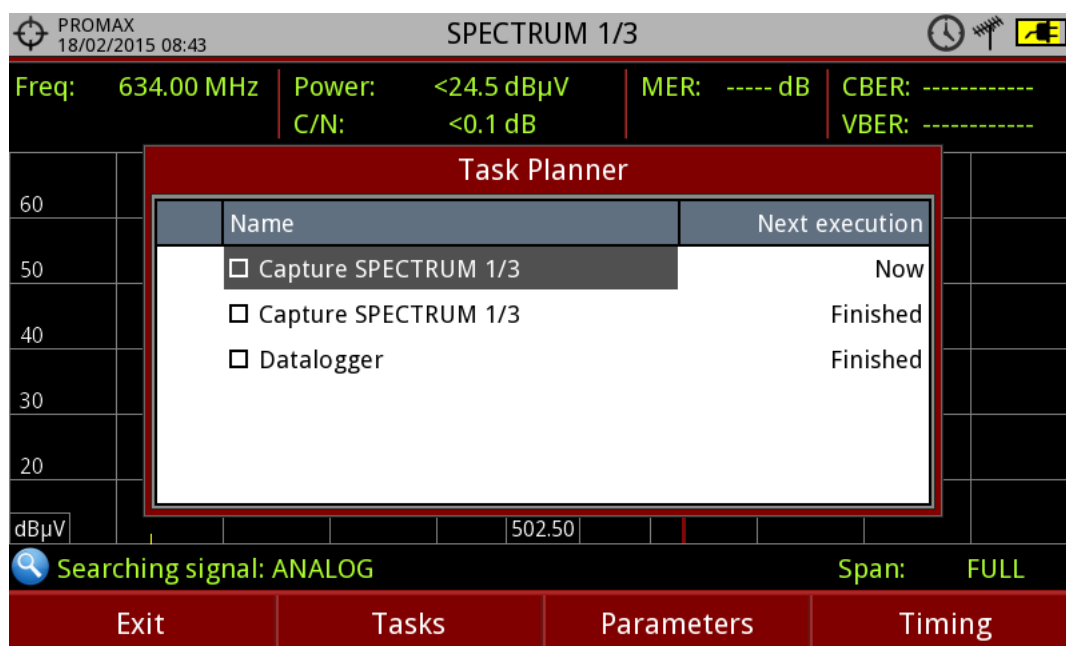 PROMAX
18/02/2015 08:43
SPECTRUM 1/3
Freq: 634.00 MHz
Power: <24.5 dBµV
MER: ----- dB
CBER: ------------
C/N: <0.1 dB
VBER: ------------
Task Planner
Name
Next execution
Capture SPECTRUM 1/3
Now
Capture SPECTRUM 1/3
Finished
Datalogger
Finished
60
50
40
30
20
dBµV
502.50
Searching signal: ANALOG
Span: FULL
Exit
Tasks
Parameters
Timing